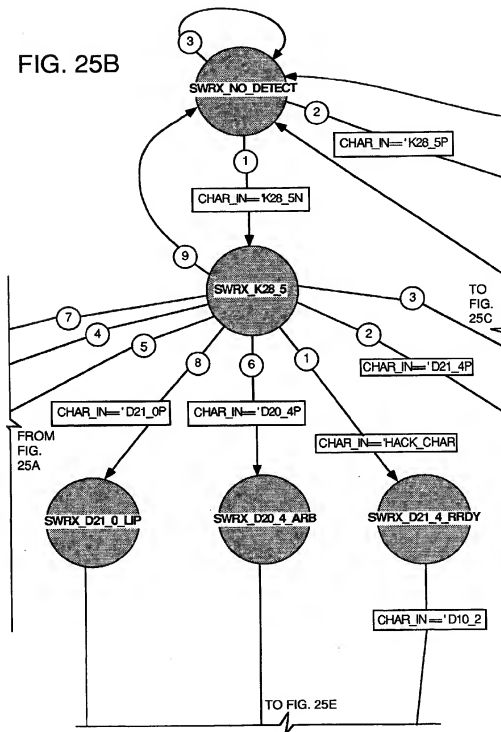 FIG. 25B
3
SWRX_NO_DETECT
2
CHAR_IN=='K28_5P
1
CHAR_IN=='K28_5N
9
SWRX_K28_5
7
4
5
8
6
1
2
3
TO
FIG.
25C
CHAR_IN=='D21_4P
CHAR_IN=='D21_0P
CHAR_IN=='D20_4P
CHAR_IN=='HACK_CHAR
FROM
FIG.
25A
SWRX_D21_0_LIP
SWRX_D20_4_ARB
SWRX_D21_4_RRDY
CHAR_IN=='D10_2
TO FIG. 25E